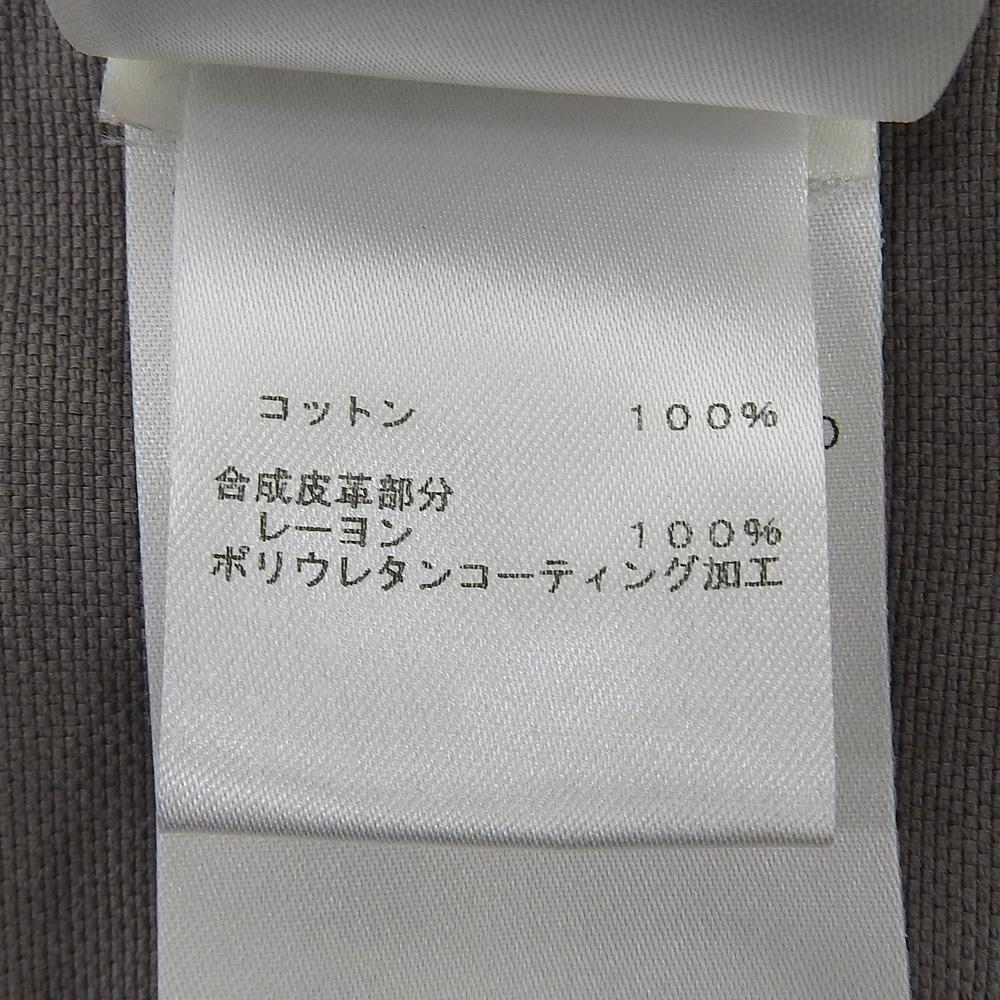 コットン 100%
合成皮革部分
レーヨン 100%
ポリウレタンコーティング加工